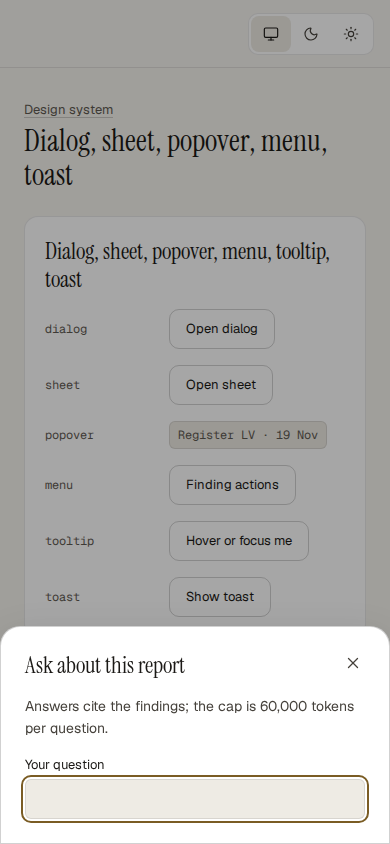 Design system
Dialog, sheet, popover, menu,
toast
Dialog, sheet, popover, menu, tooltip,
toast
dialog
Open dialog
sheet
Open sheet
popover
Register LV · 19 Nov
menu
Finding actions
tooltip
Hover or focus me
toast
Show toast
Ask about this report
Answers cite the findings; the cap is 60,000 tokens
per question.
Your question